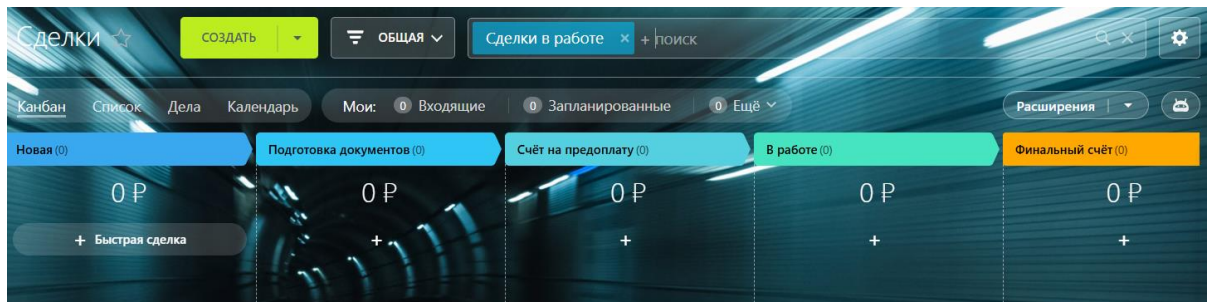 Сделки СОЗДАТЬ ОБЩАЯ Сделки в работе × + поиск
Канбан Список Дела Календарь Мои: 0 Входящие 0 Запланированные 0 Ещё Расширения
Новая (0) Подготовка документов (0) Счёт на предоплату (0) В работе (0) Финальный счёт (0)
0 ₽ 0 ₽ 0 ₽ 0 ₽ 0 ₽
+ Быстрая сделка + + + +